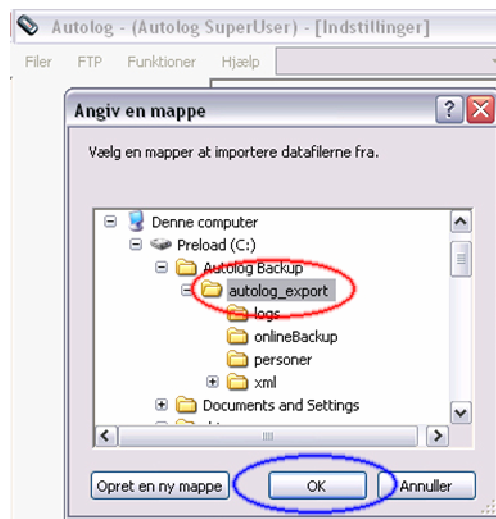 Autolog - (Autolog SuperUser) - [Indstillinger]
Filer FTP Funktioner Hjælp
Angiv en mappe
Vælg en mapper at importere datafilerne fra.
Denne computer
Preload (C:)
Autolog Backup
autolog_export
logs
onlineBackup
personer
xml
Documents and Settings
Opret en ny mappe OK Annuller